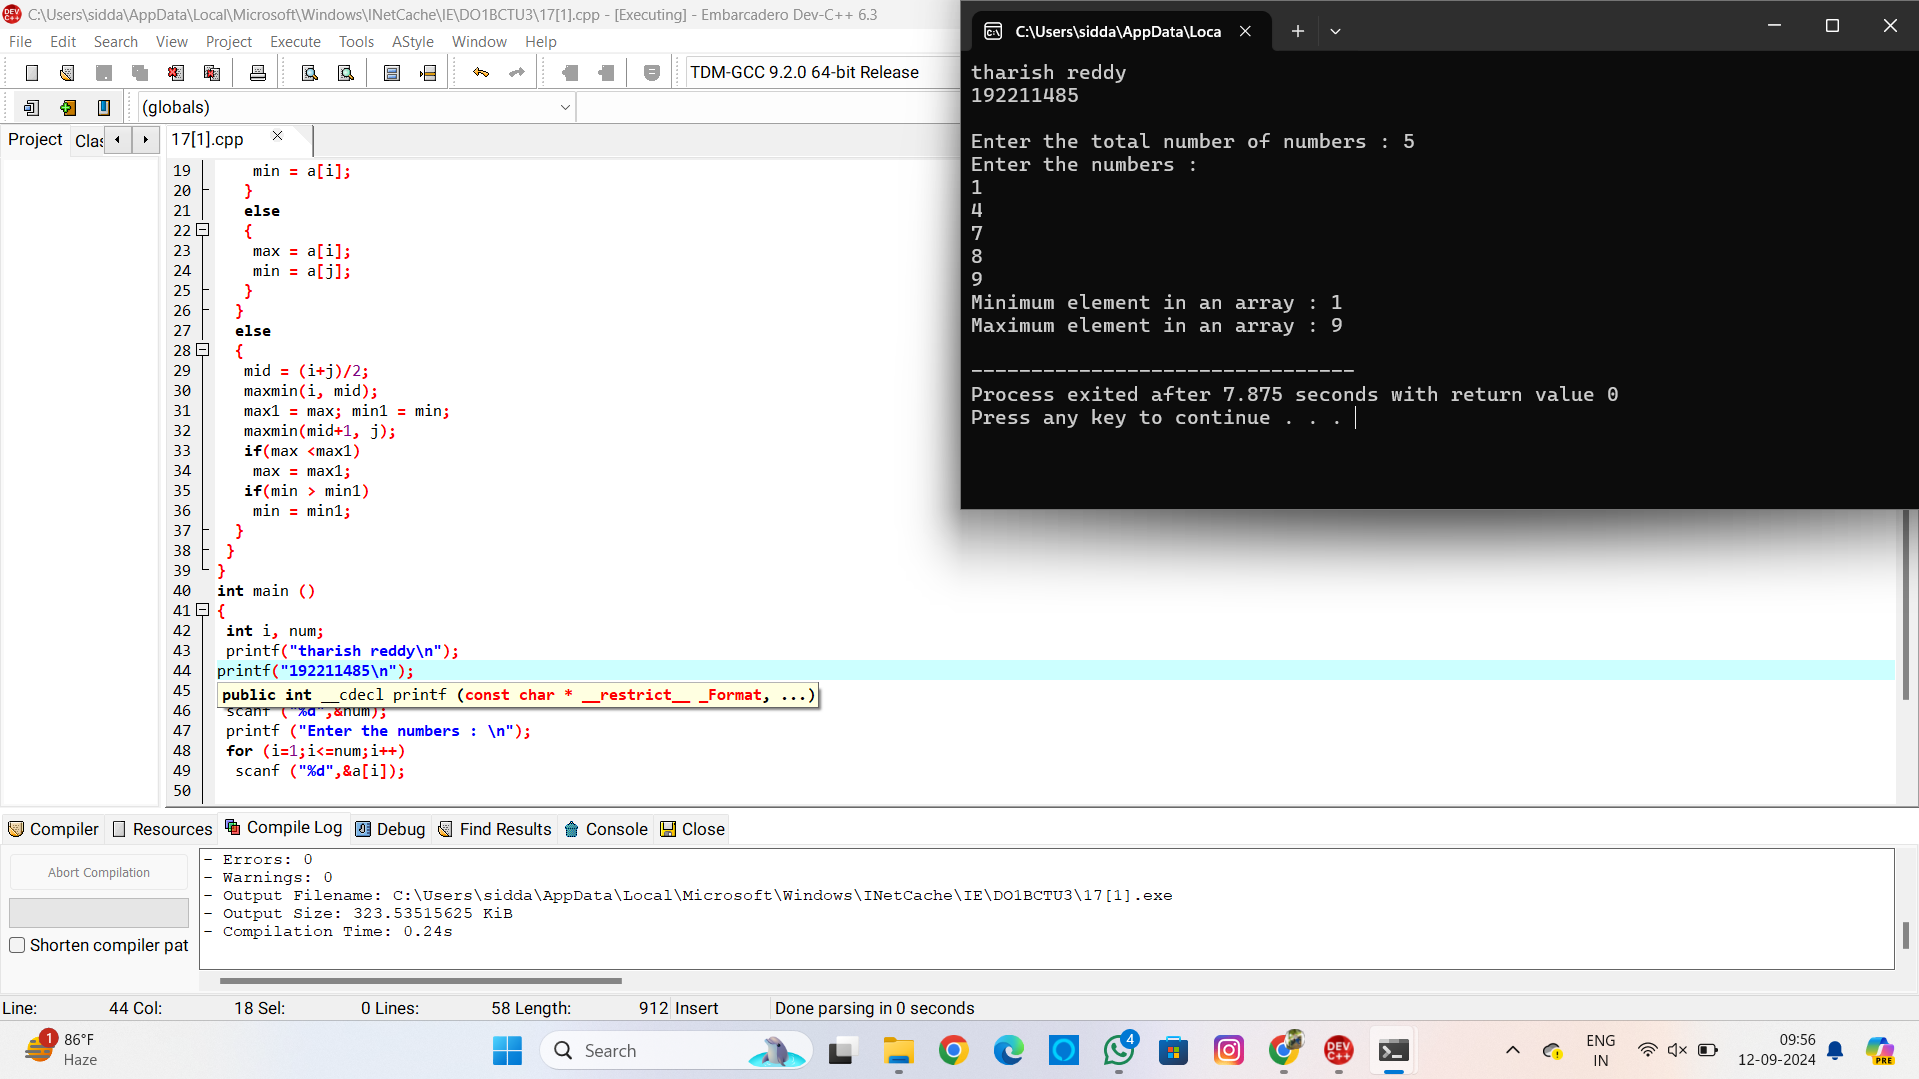 C:\Users\sidda\AppData\Local\Microsoft\Windows\INetCache\IE\DO1BCTU3\17[1].cpp - [Executing] - Embarcadero Dev-C++ 6.3
File Edit Search View Project Execute Tools AStyle Window Help
TDM-GCC 9.2.0 64-bit Release
(globals)
Project Clas
17[1].cpp
19 min = a[i];
20 }
21 else
22 {
23 max = a[i];
24 min = a[j];
25 }
26 }
27 else
28 {
29 mid = (i+j)/2;
30 maxmin(i, mid);
31 max1 = max; min1 = min;
32 maxmin(mid+1, j);
33 if(max <max1)
34 max = max1;
35 if(min > min1)
36 min = min1;
37 }
38 }
39 }
40 int main ()
41 {
42 int i, num;
43 printf("tharish reddy\n");
44 printf("192211485\n");
45 public int __cdecl printf (const char * __restrict__ _Format, ...)
46 scanf ("%d",&num);
47 printf ("Enter the numbers : \n");
48 for (i=1;i<=num;i++)
49 scanf ("%d",&a[i]);
50
C:\Users\sidda\AppData\Loca
tharish reddy
192211485
Enter the total number of numbers : 5
Enter the numbers :
1
4
7
8
9
Minimum element in an array : 1
Maximum element in an array : 9
--------------------------------
Process exited after 7.875 seconds with return value 0
Press any key to continue . . .
Compiler Resources Compile Log Debug Find Results Console Close
Abort Compilation
Shorten compiler pat
- Errors: 0
- Warnings: 0
- Output Filename: C:\Users\sidda\AppData\Local\Microsoft\Windows\INetCache\IE\DO1BCTU3\17[1].exe
- Output Size: 323.53515625 KiB
- Compilation Time: 0.24s
Line: 44 Col: 18 Sel: 0 Lines: 58 Length: 912 Insert Done parsing in 0 seconds
1
86°F
Haze
Search
4
DEV C++
ENG
IN
09:56
12-09-2024
PRE